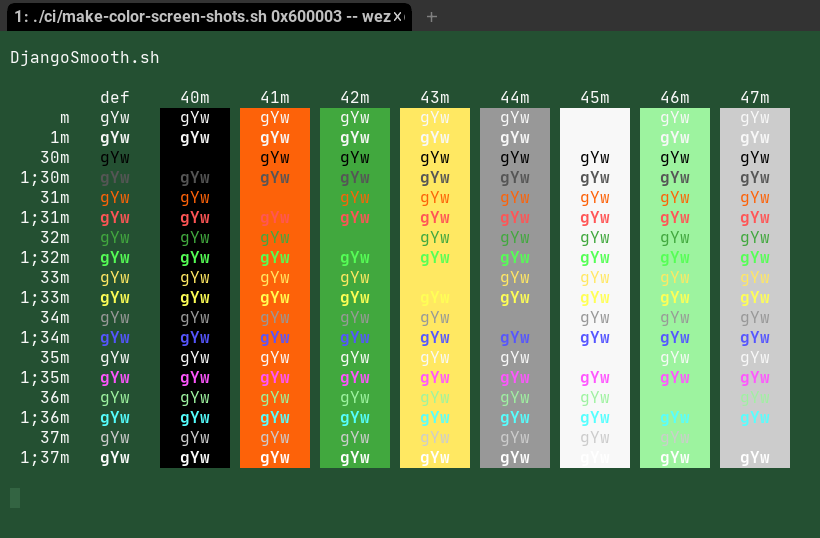 1: ./ci/make-color-screen-shots.sh 0x600003 -- wez
DjangoSmooth.sh
def 40m 41m 42m 43m 44m 45m 46m 47m
m gYw gYw gYw gYw gYw gYw gYw gYw
1m gYw gYw gYw gYw gYw gYw gYw gYw
30m gYw gYw gYw gYw gYw gYw gYw gYw
1;30m gYw gYw gYw gYw gYw gYw gYw gYw gYw
31m gYw gYw gYw gYw gYw gYw gYw gYw
1;31m gYw gYw gYw gYw gYw gYw gYw gYw gYw
32m gYw gYw gYw gYw gYw gYw gYw gYw
1;32m gYw gYw gYw gYw gYw gYw gYw gYw gYw
33m gYw gYw gYw gYw gYw gYw gYw gYw
1;33m gYw gYw gYw gYw gYw gYw gYw gYw gYw
34m gYw gYw gYw gYw gYw gYw gYw gYw
1;34m gYw gYw gYw gYw gYw gYw gYw gYw gYw
35m gYw gYw gYw gYw gYw gYw gYw gYw
1;35m gYw gYw gYw gYw gYw gYw gYw gYw gYw
36m gYw gYw gYw gYw gYw gYw gYw gYw
1;36m gYw gYw gYw gYw gYw gYw gYw gYw gYw
37m gYw gYw gYw gYw gYw gYw gYw gYw
1;37m gYw gYw gYw gYw gYw gYw gYw gYw